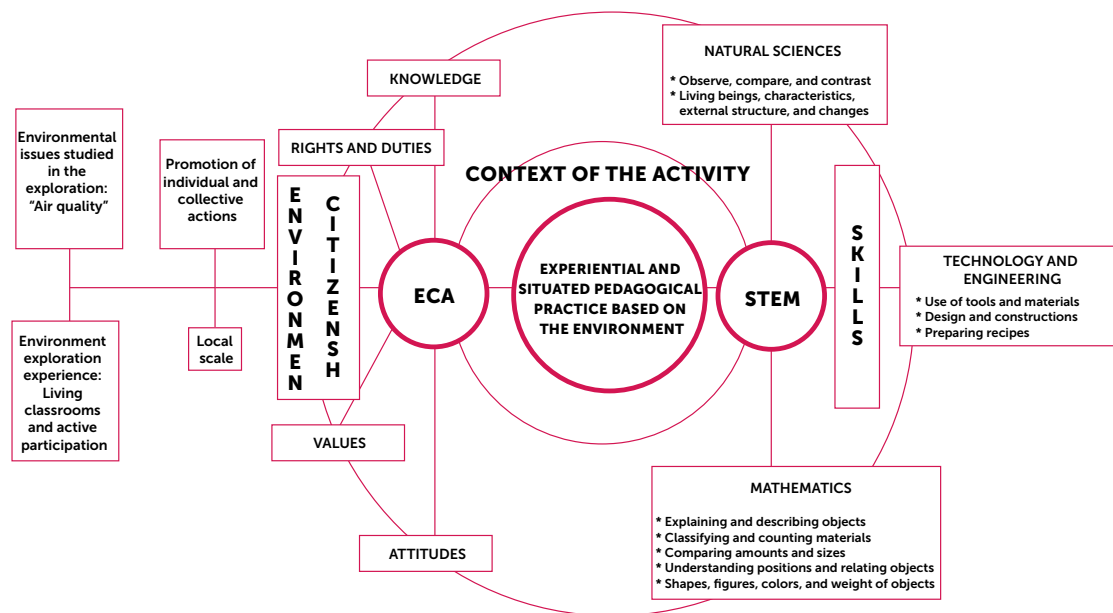 NATURAL SCIENCES
* Observe, compare, and contrast
* Living beings, characteristics,
external structure, and changes
KNOWLEDGE
Environmental
issues studied in
the exploration:
“Air quality”
Promotion of
individual and
collective
actions
RIGHTS AND DUTIES
CONTEXT OF THE ACTIVITY
ENVIRONMEN
CITIZENSH
ECA
EXPERIENTIAL AND
SITUATED PEDAGOGICAL
PRACTICE BASED ON
THE ENVIRONMENT
STEM
SKILLS
TECHNOLOGY AND
ENGINEERING
* Use of tools and materials
* Design and constructions
* Preparing recipes
Environment
exploration
experience:
Living
classrooms
and active
participation
Local
scale
VALUES
ATTITUDES
MATHEMATICS
* Explaining and describing objects
* Classifying and counting materials
* Comparing amounts and sizes
* Understanding positions and relating objects
* Shapes, figures, colors, and weight of objects